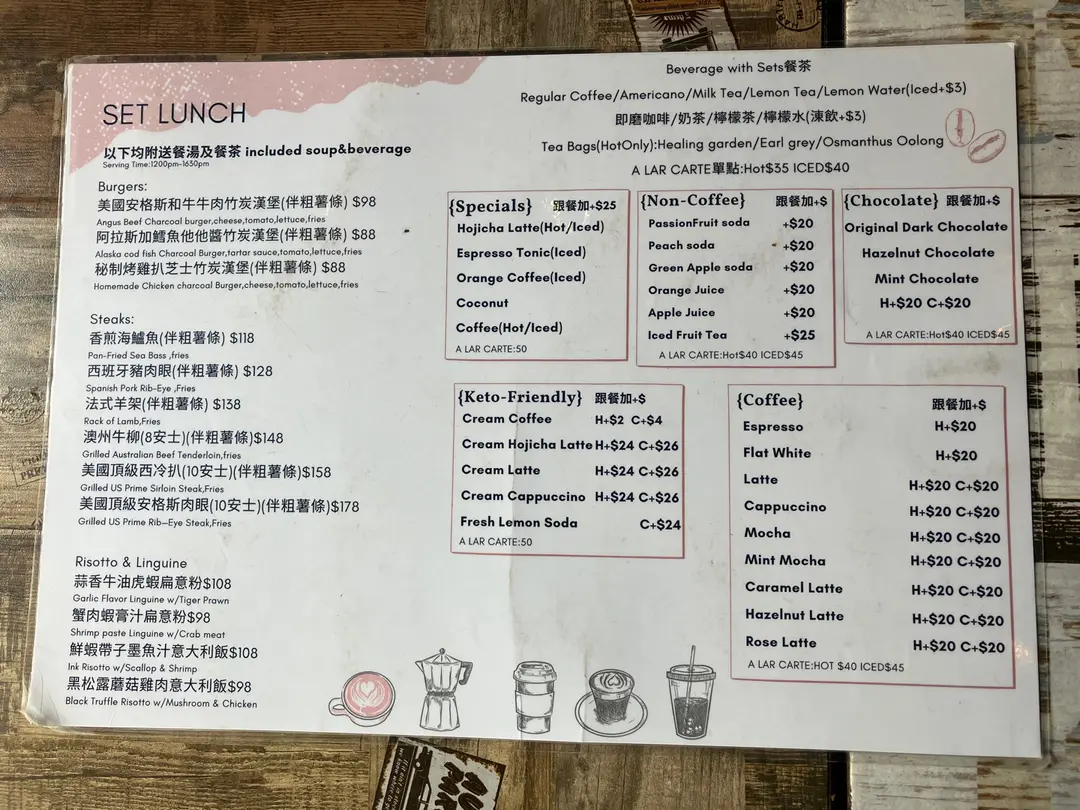 SET LUNCH
以下均附送餐湯及餐茶 included soup&beverage
Serving Time:1200pm-1630pm
Burgers:
美國安格斯和牛牛肉竹炭漢堡(伴粗薯條) $98
Angus Beef Charcoal burger,cheese,tomato,lettuce,fries
阿拉斯加鱈魚他他醬竹炭漢堡(伴粗薯條) $88
Alaska cod fish Charcoal Burger,tartar sauce,tomato,lettuce,fries
秘制烤雞扒芝士竹炭漢堡(伴粗薯條) $88
Homemade Chicken charcoal Burger,cheese,tomato,lettuce,fries
Steaks:
香煎海鱸魚(伴粗薯條) $118
Pan-Fried Sea Bass ,fries
西班牙豬肉眼(伴粗薯條) $128
Spanish Pork Rib-Eye ,Fries
法式羊架(伴粗薯條) $138
Rack of Lamb,Fries
澳州牛柳(8安士)(伴粗薯條)$148
Grilled Australian Beef Tenderloin,fries
美國頂級西冷扒(10安士)(伴粗薯條)$158
Grilled US Prime Sirloin Steak,Fries
美國頂級安格斯肉眼(10安士)(伴粗薯條)$178
Grilled US Prime Rib-Eye Steak,Fries
Risotto & Linguine
蒜香牛油虎蝦扁意粉$108
Garlic Flavor Linguine w/Tiger Prawn
蟹肉蝦膏汁扁意粉$98
Shrimp paste Linguine w/Crab meat
鮮蝦帶子墨魚汁意大利飯$108
Ink Risotto w/Scallop & Shrimp
黑松露蘑菇雞肉意大利飯$98
Black Truffle Risotto w/Mushroom & Chicken
Beverage with Sets餐茶
Regular Coffee/Americano/Milk Tea/Lemon Tea/Lemon Water(Iced+$3)
即磨咖啡/奶茶/檸檬茶/檸檬水(凍飲+$3)
Tea Bags(HotOnly):Healing garden/Earl grey/Osmanthus Oolong
A LAR CARTE單點:Hot$35 ICED$40
{Specials} 跟餐加+$25
Hojicha Latte(Hot/Iced)
Espresso Tonic(Iced)
Orange Coffee(Iced)
Coconut
Coffee(Hot/Iced)
A LAR CARTE:50
{Non-Coffee} 跟餐加+$
PassionFruit soda +$20
Peach soda +$20
Green Apple soda +$20
Orange Juice +$20
Apple Juice +$20
Iced Fruit Tea +$25
A LAR CARTE:Hot$40 ICED$45
{Chocolate} 跟餐加+$
Original Dark Chocolate
Hazelnut Chocolate
Mint Chocolate
H+$20 C+$20
A LAR CARTE:Hot$40 ICED$45
{Keto-Friendly} 跟餐加+$
Cream Coffee H+$2 C+$4
Cream Hojicha Latte H+$24 C+$26
Cream Latte H+$24 C+$26
Cream Cappuccino H+$24 C+$26
Fresh Lemon Soda C+$24
A LAR CARTE:50
{Coffee} 跟餐加+$
Espresso H+$20
Flat White H+$20
Latte H+$20 C+$20
Cappuccino H+$20 C+$20
Mocha H+$20 C+$20
Mint Mocha H+$20 C+$20
Caramel Latte H+$20 C+$20
Hazelnut Latte H+$20 C+$20
Rose Latte H+$20 C+$20
A LAR CARTE:HOT $40 ICED$45